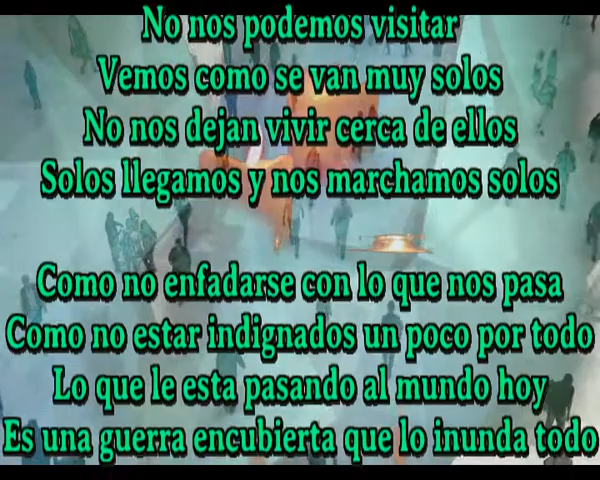 No nos podemos visitar
Vemos como se van muy solos
No nos dejan vivir cerca de ellos
Solos llegamos y nos marchamos solos
Como no enfadarse con lo que nos pasa
Como no estar indignados un poco por todo
Lo que le esta pasando al mundo hoy
Es una guerra encubierta que lo inunda todo